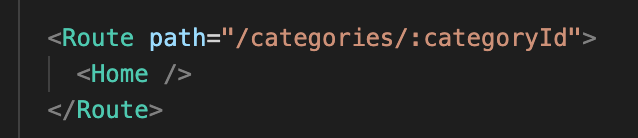 <Route path="/categories/:categoryId">
<Home />
</Route>